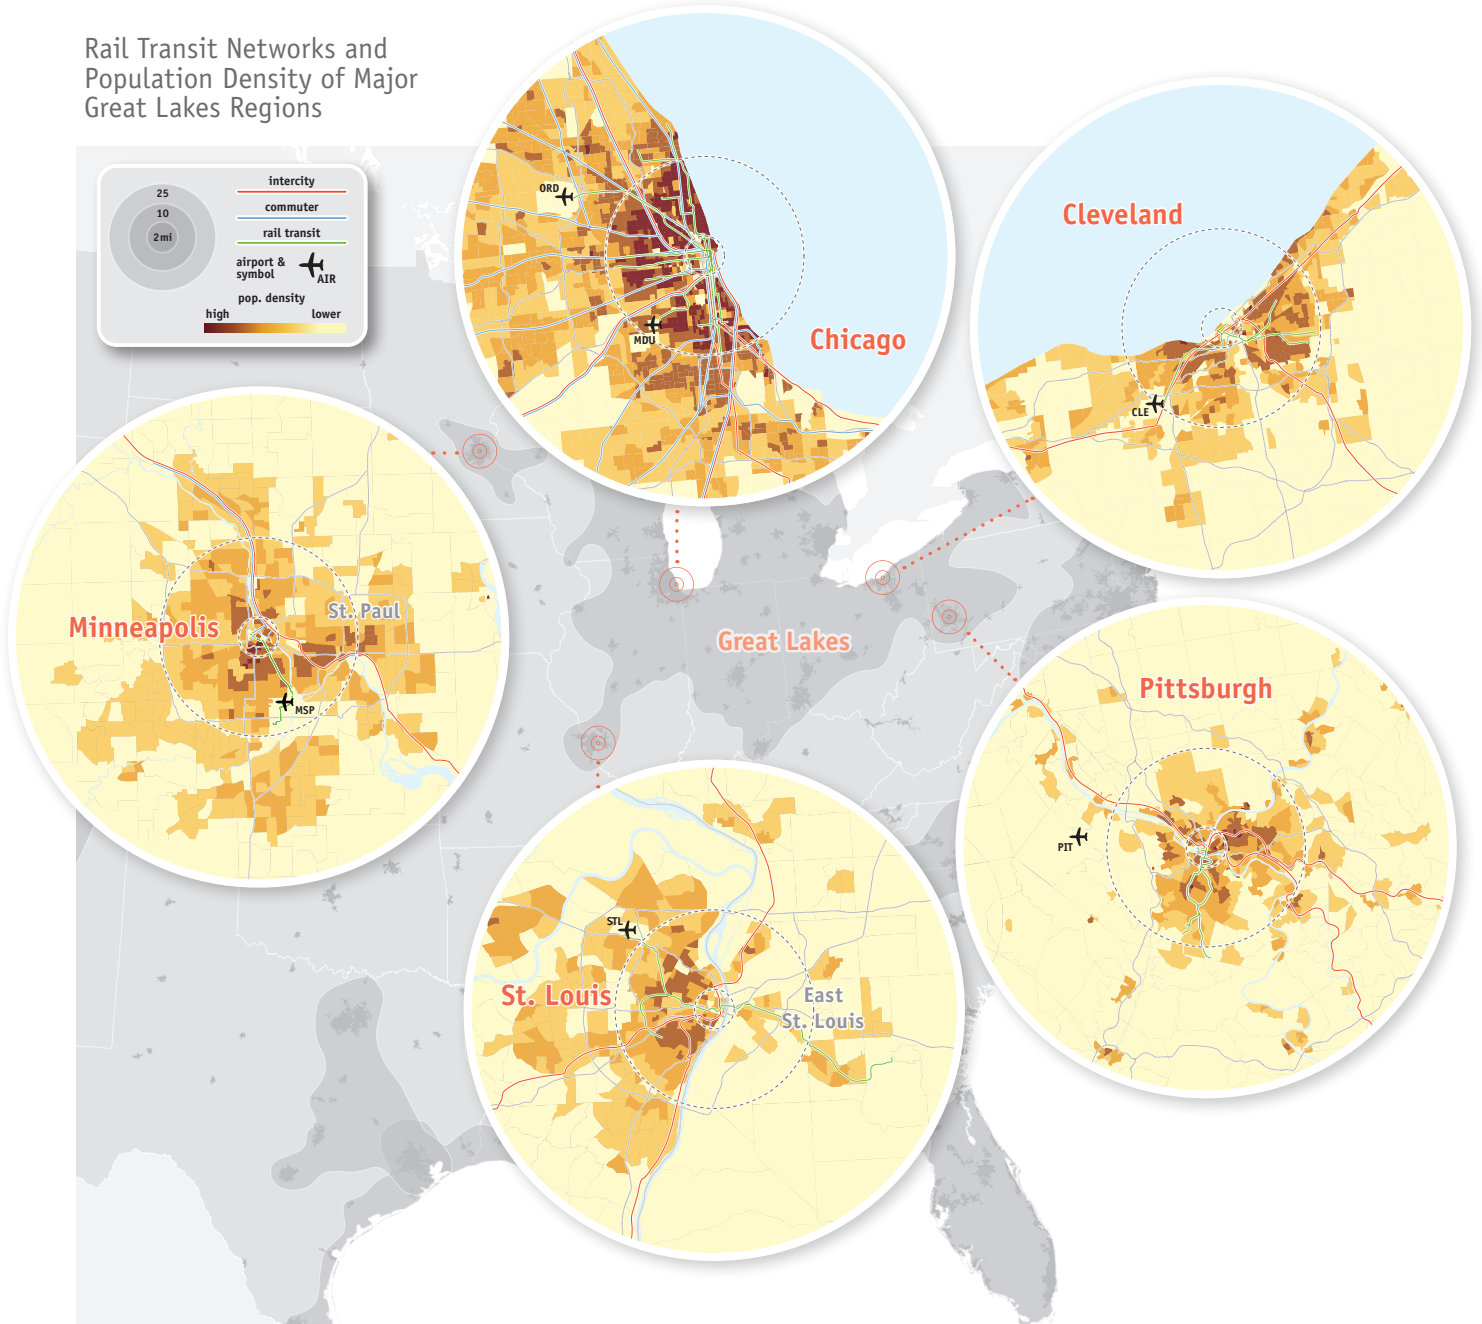 Rail Transit Networks and
Population Density of Major
Great Lakes Regions
25
10
2mi
intercity
commuter
rail transit
airport &
symbol
AIR
pop. density
high
lower
ORD
MDU
Chicago
Cleveland
CLE
Minneapolis
St. Paul
MSP
Great Lakes
Pittsburgh
PIT
STL
St. Louis
East
St. Louis